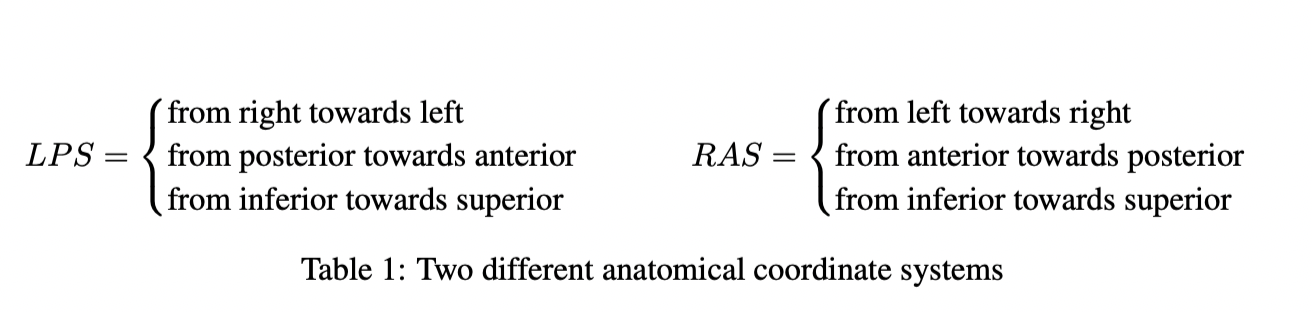 LPS = { from right towards left
from posterior towards anterior
from inferior towards superior
RAS = { from left towards right
from anterior towards posterior
from inferior towards superior
Table 1: Two different anatomical coordinate systems